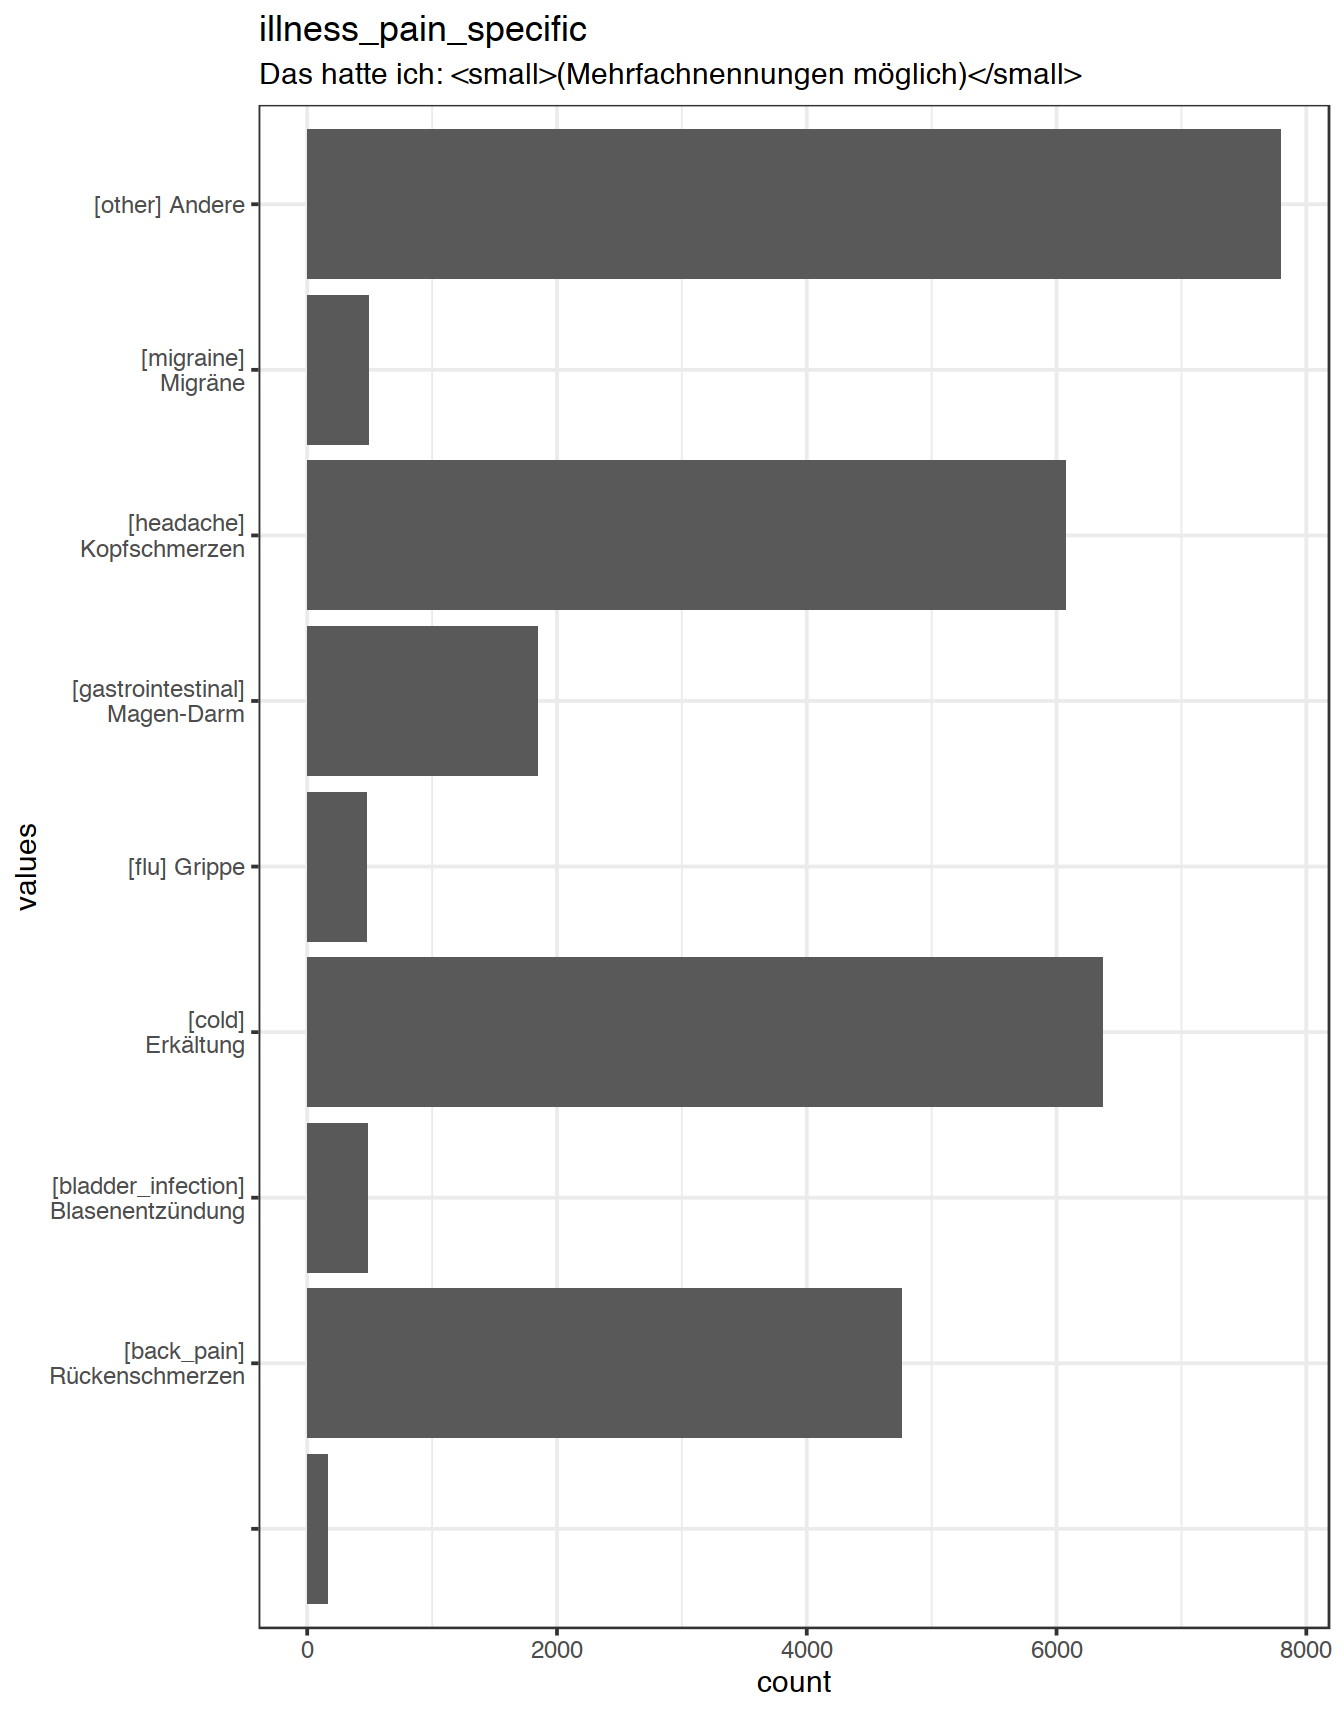 illness_pain_specific
Das hatte ich: <small>(Mehrfachnennungen möglich)</small>
[other] Andere
[migraine]
Migräne
[headache]
Kopfschmerzen
[gastrointestinal]
Magen-Darm
[flu] Grippe
[cold]
Erkältung
[bladder_infection]
Blasenentzündung
[back_pain]
Rückenschmerzen
values
0 2000 4000 6000 8000
count